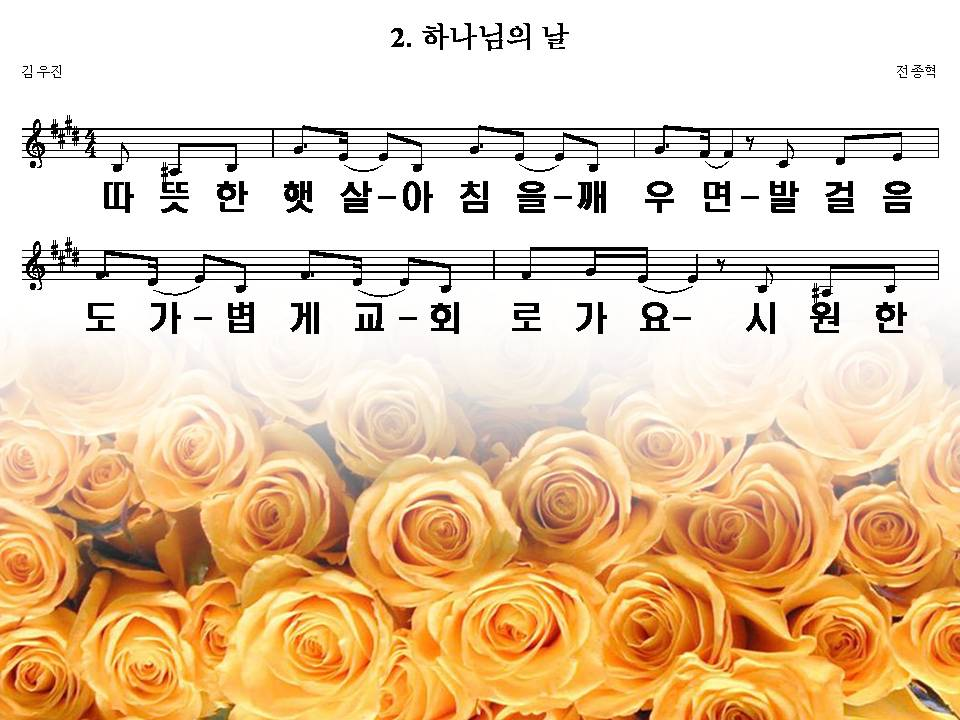 2. 하나님의 날
김우진 전종혁
따 뜻 한 햇 살-아 침 을-깨 우 면-발 걸 음
도 가-볍 게 교-회 로 가 요- 시 원 한